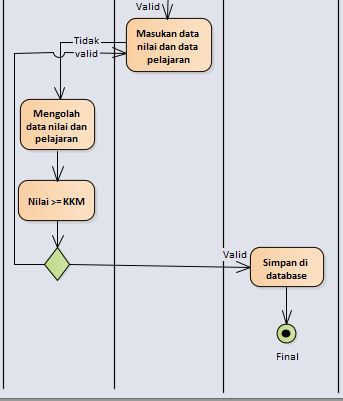 Valid
Masukan data
nilai dan data
pelajaran
Tidak
valid
Mengolah
data nilai dan
pelajaran
Nilai >= KKM
Valid
Simpan di
database
Final